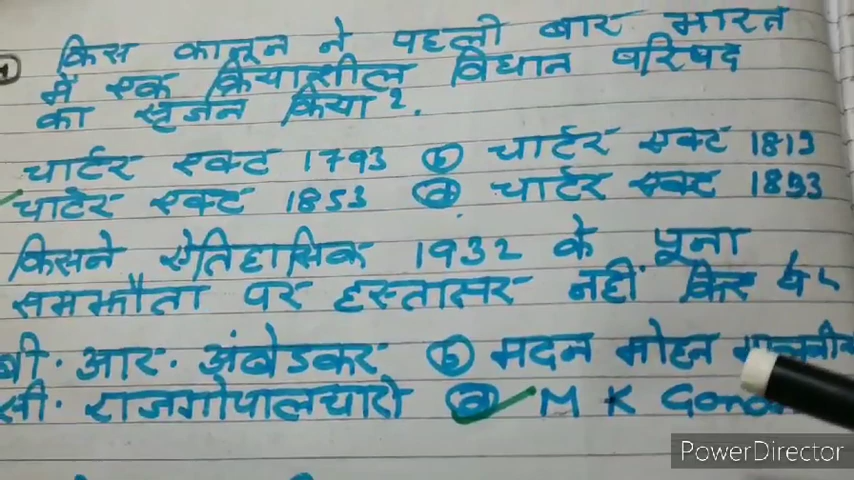 किस कानून ने पहली बार भारत
में एक क्रियाशील विधान परिषद
का सृजन किया?
चार्टर एक्ट 1793 (b) चार्टर एक्ट 1813
चार्टर एक्ट 1853 (d) चार्टर एक्ट 1893
किसने ऐतिहासिक 1932 के पूना
समझौता पर हस्ताक्षर नहीं किए थे
बी. आर. अंबेडकर (b) मदन मोहन
सी. राजगोपालचारी (d) M K
PowerDirector